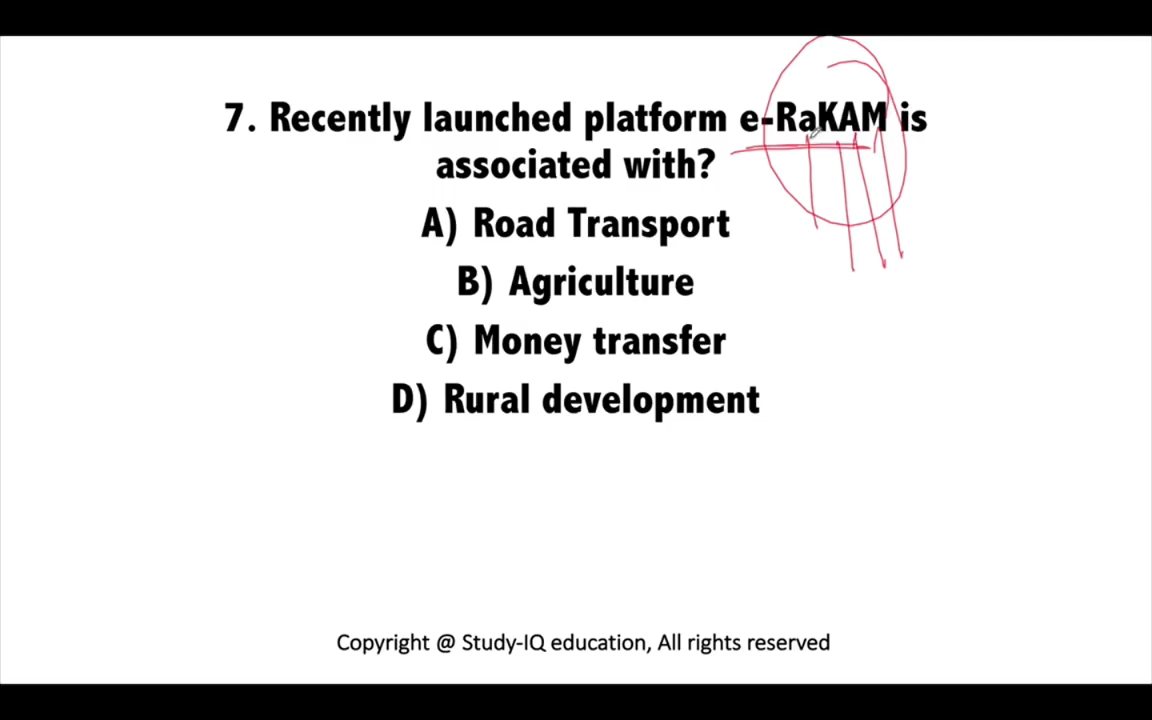 7. Recently launched platform e-RaKAM is
associated with?
A) Road Transport
B) Agriculture
C) Money transfer
D) Rural development
Copyright @ Study-IQ education, All rights reserved